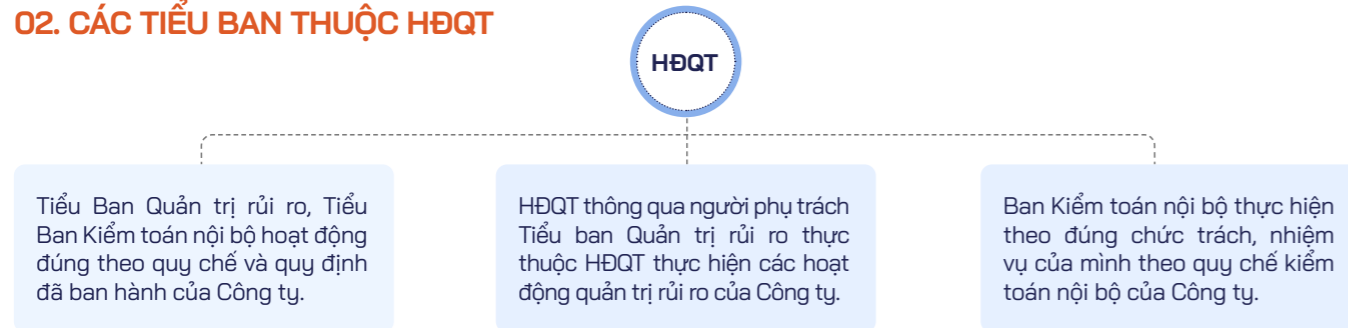 02. CÁC TIỂU BAN THUỘC HĐQT
HĐQT
Tiểu Ban Quản trị rủi ro, Tiểu
Ban Kiểm toán nội bộ hoạt động
đúng theo quy chế và quy định
đã ban hành của Công ty.
HĐQT thông qua người phụ trách
Tiểu ban Quản trị rủi ro thực
thuộc HĐQT thực hiện các hoạt
động quản trị rủi ro của Công ty.
Ban Kiểm toán nội bộ thực hiện
theo đúng chức trách, nhiệm
vụ của mình theo quy chế kiểm
toán nội bộ của Công ty.